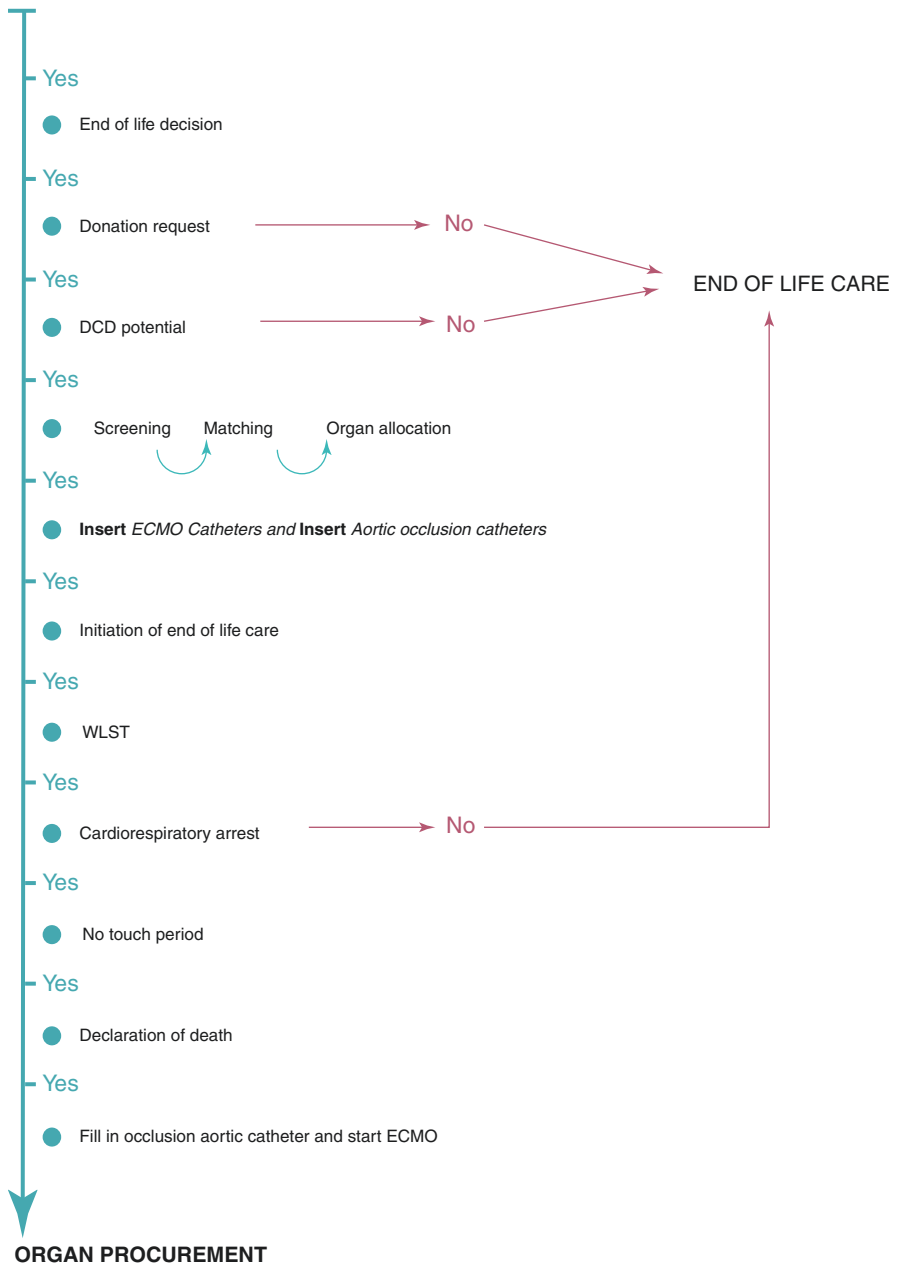 Yes
End of life decision
Yes
Donation request
No
END OF LIFE CARE
Yes
DCD potential
No
Yes
Screening Matching Organ allocation
Yes
Insert ECMO Catheters and Insert Aortic occlusion catheters
Yes
Initiation of end of life care
Yes
WLST
Yes
Cardiorespiratory arrest
No
Yes
No touch period
Yes
Declaration of death
Yes
Fill in occlusion aortic catheter and start ECMO
ORGAN PROCUREMENT